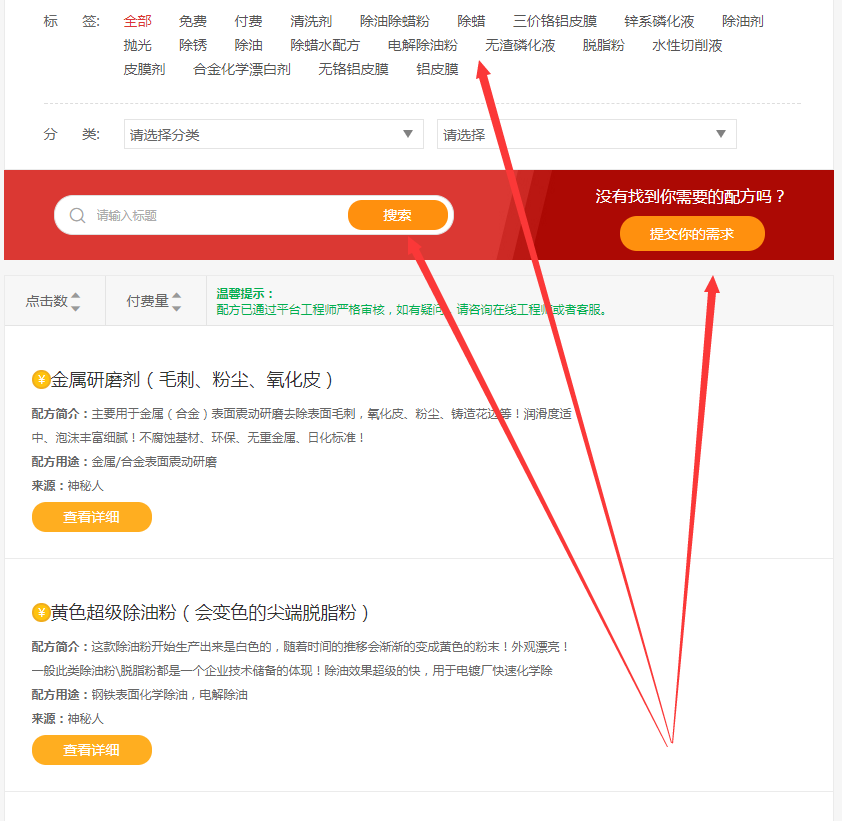 标 签: 全部 免费 付费 清洗剂 除油除蜡粉 除蜡 三价铬铝皮膜 锌系磷化液 除油剂
抛光 除锈 除油 除蜡水配方 电解除油粉 无渣磷化液 脱脂粉 水性切削液
皮膜剂 合金化学漂白剂 无铬铝皮膜 铝皮膜
分 类: 请选择分类 请选择
没有找到你需要的配方吗？
请输入标题 搜索
提交你的需求
点击数 付费量
温馨提示：
配方已通过平台工程师严格审核，如有疑问，请咨询在线工程师或者客服。
¥金属研磨剂（毛刺、粉尘、氧化皮）
配方简介：主要用于金属（合金）表面震动研磨去除表面毛刺，氧化皮、粉尘、铸造花边等！润滑度适
中、泡沫丰富细腻！不腐蚀基材、环保、无重金属、日化标准！
配方用途：金属/合金表面震动研磨
来源：神秘人
查看详细
¥黄色超级除油粉（会变色的尖端脱脂粉）
配方简介：这款除油粉开始生产出来是白色的，随着时间的推移会渐渐的变成黄色的粉末！外观漂亮！
一般此类除油粉\脱脂粉都是一个企业技术储备的体现！除油效果超级的快，用于电镀厂快速化学除
配方用途：钢铁表面化学除油，电解除油
来源：神秘人
查看详细